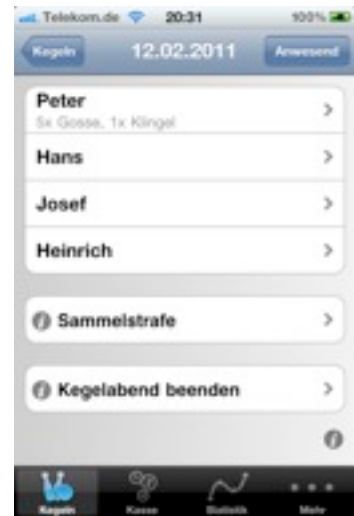 Telekom.de 20:31 100%
Kegeln 12.02.2011 Anwesend
Peter
5x Gosse, 1x Klingel
Hans
Josef
Heinrich
Sammelstrafe
Kegelabend beenden
Kegeln Kasse Statistik Mehr